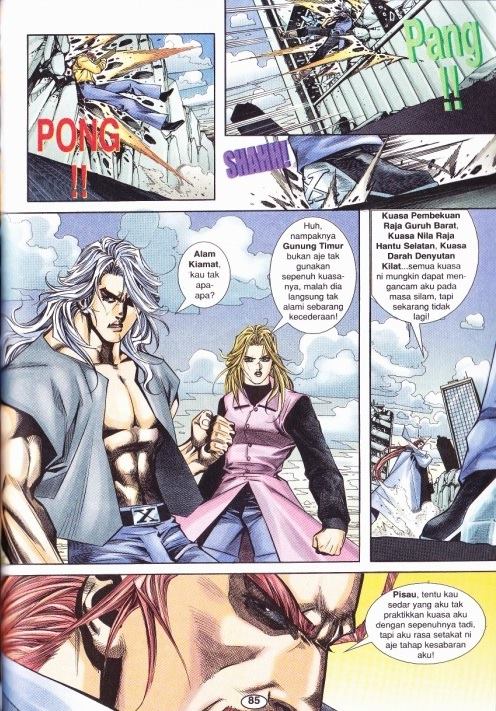 PONG
!!
Pang
!!
SHAHH!
Alam
Kiamat,
kau tak
apa-
apa?
Huh,
nampaknya
Gunung Timur
bukan aje tak
gunakan
sepenuh kuasa-
nya, malah dia
langsung tak
alami sebarang
kecederaan!
Kuasa Pembekuan
Raja Guruh Barat,
Kuasa Nila Raja
Hantu Selatan, Kuasa
Darah Denyutan
Kilat...semua kuasa
ni mungkin dapat men-
gancam aku pada
masa silam, tapi
sekarang tidak
lagi!
Pisau, tentu kau
sedar yang aku tak
praktikkan kuasa aku
dengan sepenuhnya tadi,
tapi aku rasa setakat ni
aje tahap kesabaran
aku!
85